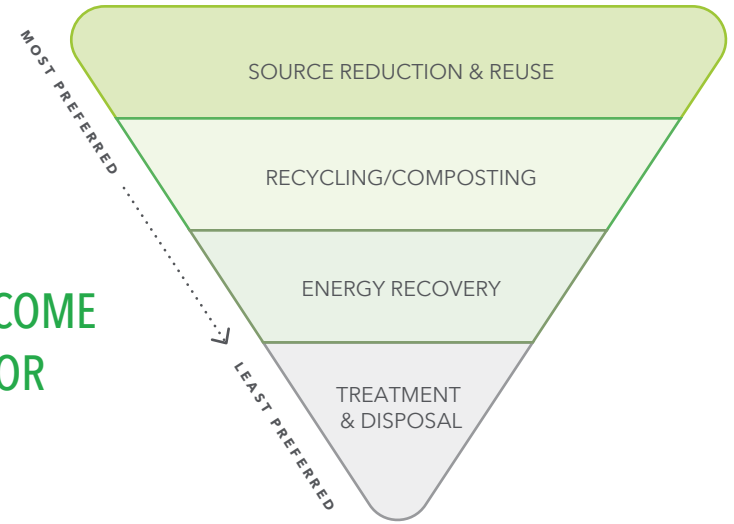 MOST PREFERRED
SOURCE REDUCTION & REUSE
RECYCLING/COMPOSTING
ENERGY RECOVERY
COME
OR
LEAST PREFERRED
TREATMENT
& DISPOSAL